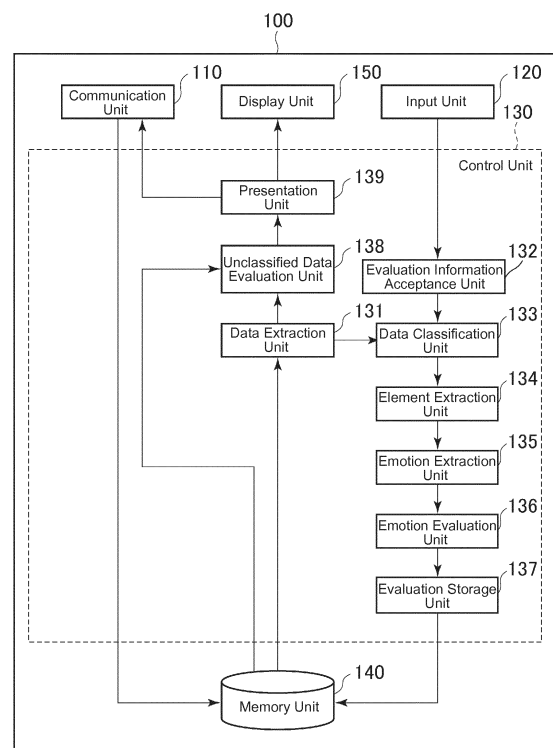 100
110
150
120
Communication
Unit
Display Unit
Input Unit
130
Control Unit
Presentation
Unit
139
138
Unclassified Data
Evaluation Unit
132
Evaluation Information
Acceptance Unit
131
133
Data Extraction
Unit
Data Classification
Unit
134
Element Extraction
Unit
135
Emotion Extraction
Unit
136
Emotion Evaluation
Unit
137
Evaluation Storage
Unit
140
Memory Unit